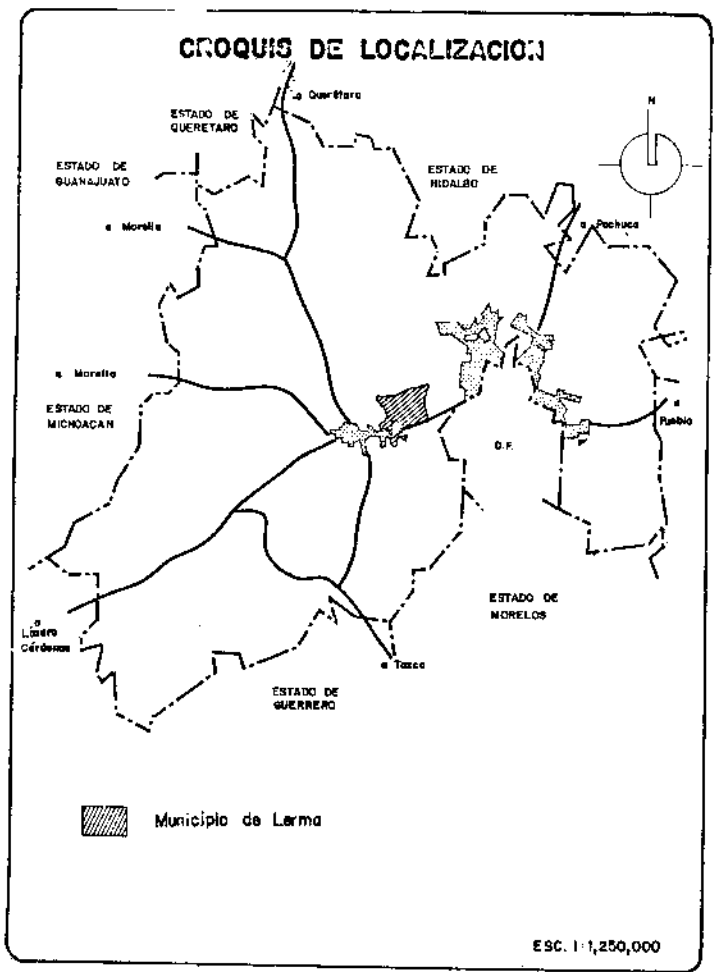 CROQUIS DE LOCALIZACION
a Querétaro
ESTADO DE
QUERETARO
N
ESTADO DE
GUANAJUATO
ESTADO DE
HIDALGO
a Morelia
a Pachuca
a Morelia
ESTADO DE
MICHOACAN
a
Puebla
D.F.
ESTADO DE
MORELOS
a
Lázaro
Cárdenas
a Taxco
ESTADO DE
GUERRERO
Municipio de Lerma
ESC. 1:1,250,000